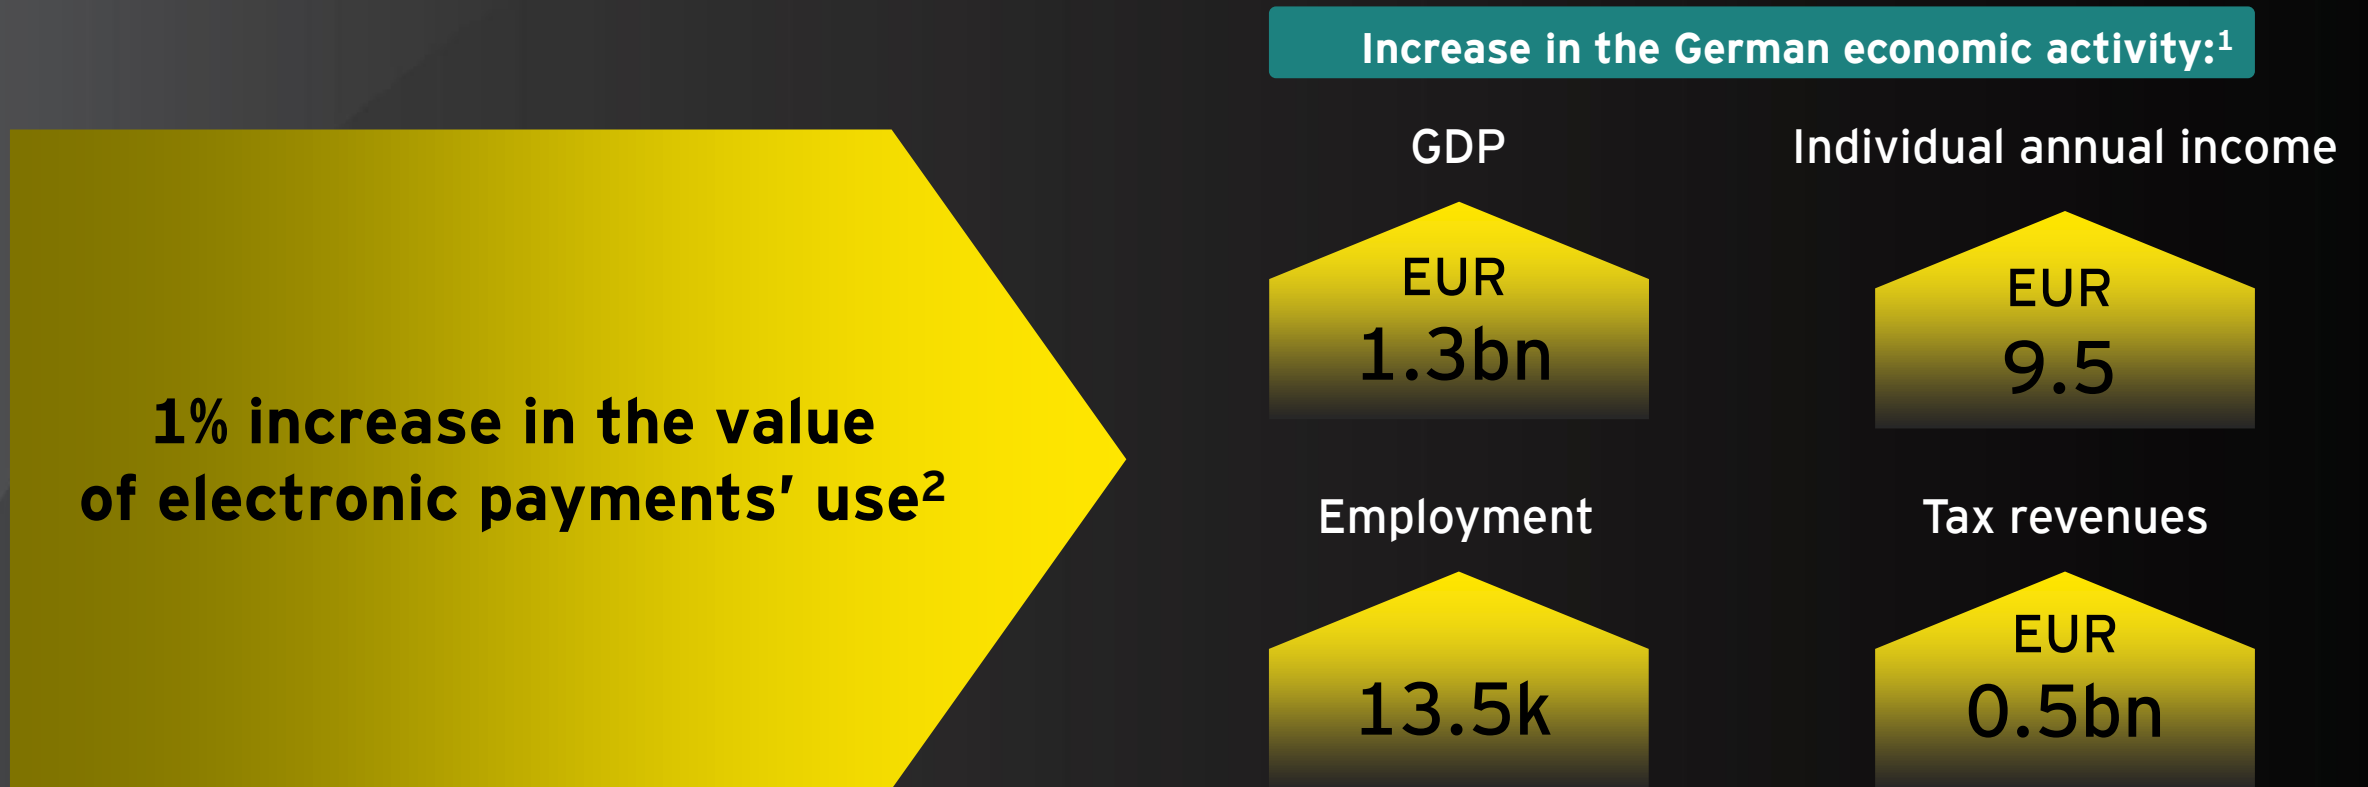 1% increase in the value
of electronic payments’ use²
Increase in the German economic activity:¹
GDP
EUR
1.3bn
Individual annual income
EUR
9.5
Employment
13.5k
Tax revenues
EUR
0.5bn